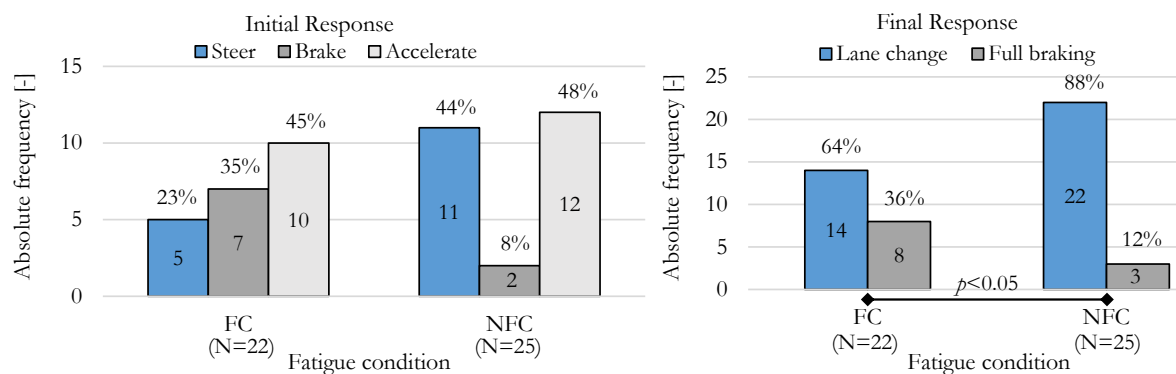 Initial Response
Steer Brake Accelerate
Absolute frequency [-]
15
10
5
0
23%
35%
45%
44%
8%
48%
5
7
10
11
2
12
FC
(N=22)
NFC
(N=25)
Fatigue condition
Final Response
Lane change Full braking
Absolute frequency [-]
25
20
15
10
5
0
64%
36%
88%
12%
14
8
22
3
p<0.05
FC
(N=22)
NFC
(N=25)
Fatigue condition